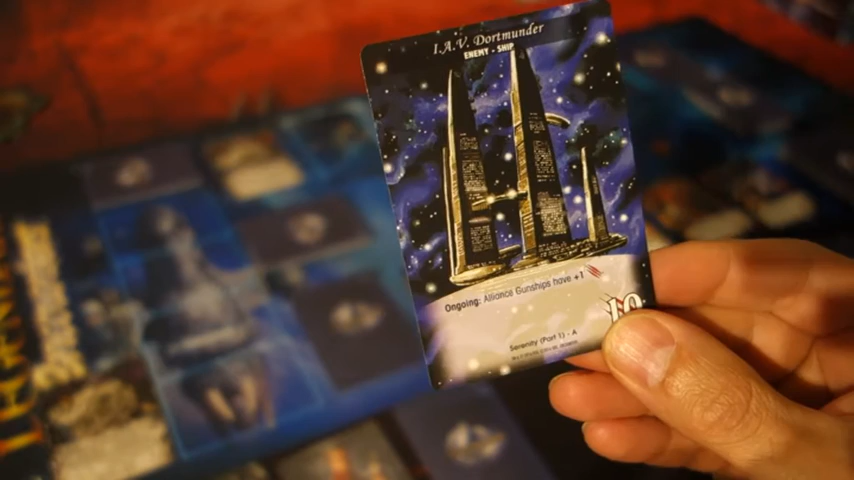 I.A.V. Dortmunder
ENEMY - SHIP
Ongoing: Alliance Gunships have +1
10
Serenity (Part 1) - A